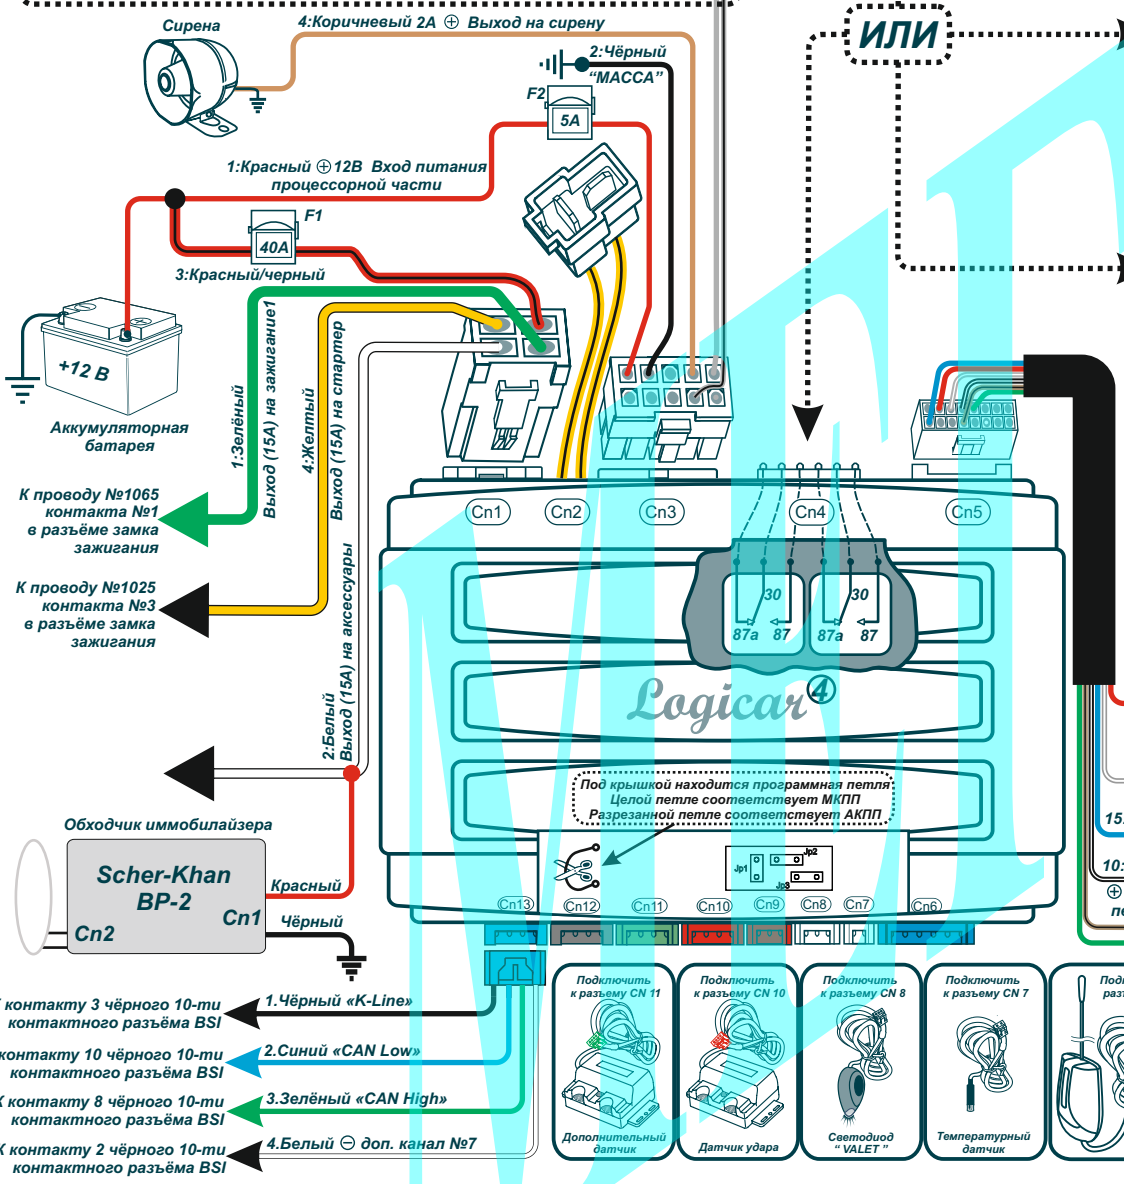 Сирена
4:Коричневый 2А ⊕ Выход на сирену
ИЛИ
2:Чёрный
“МАССА”
F2
5A
1:Красный ⊕12В Вход питания
процессорной части
F1
40A
3:Красный/черный
+12 В
Аккумуляторная
батарея
1:Зелёный
Выход (15А) на зажигание1
4:Желтый
Выход (15А) на стартер
2:Белый
Выход (15А) на аксессуары
К проводу №1065
контакта №1
в разъёме замка
зажигания
К проводу №1025
контакта №3
в разъёме замка
зажигания
Cn1
Cn2
Cn3
Cn4
Cn5
30
30
87a 87
87a 87
Logicar 4
Под крышкой находится программная петля
Целой петле соответствует МКПП
Разрезанной петле соответствует АКПП
Jp1
Jp2
Jp3
Cn13
Cn12
Cn11
Cn10
Cn9
Cn8
Cn7
Cn6
15.
10:
⊕
Обходчик иммобилайзера
Scher-Khan
BP-2
Cn1
Cn2
Красный
Чёрный
К контакту 3 чёрного 10-ти
контактного разъёма BSI
1.Чёрный «K-Line»
контакту 10 чёрного 10-ти
контактного разъёма BSI
2.Синий «CAN Low»
К контакту 8 чёрного 10-ти
контактного разъёма BSI
3.Зелёный «CAN High»
К контакту 2 чёрного 10-ти
контактного разъёма BSI
4.Белый ⊖ доп. канал №7
Подключить
к разъему CN 11
Дополнительный
датчик
Подключить
к разъему CN 10
Датчик удара
Подключить
к разъему CN 8
Светодиод
“ VALET ”
Подключить
к разъему CN 7
Температурный
датчик